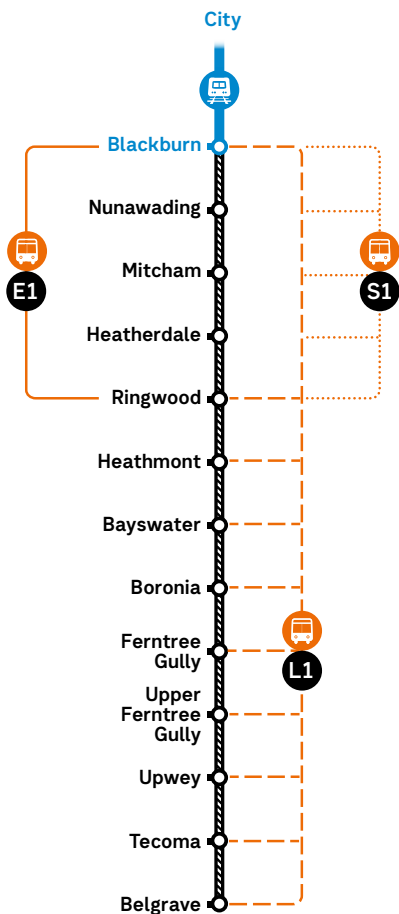 City
Blackburn
Nunawading
Mitcham
E1
S1
Heatherdale
Ringwood
Heathmont
Bayswater
Boronia
Ferntree
Gully
L1
Upper
Ferntree
Gully
Upwey
Tecoma
Belgrave